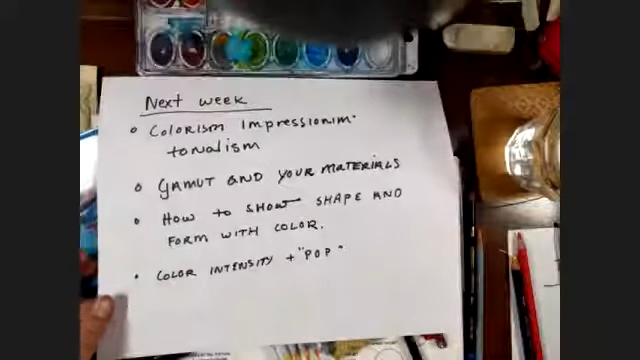 Next week
• Colorism Impressionim
tonalism
• GAMUT AND YOUR MATERIALS
• HOW to SHOW SHAPE AND
FORM WITH COLOR.
• COLOR INTENSITY + "POP"